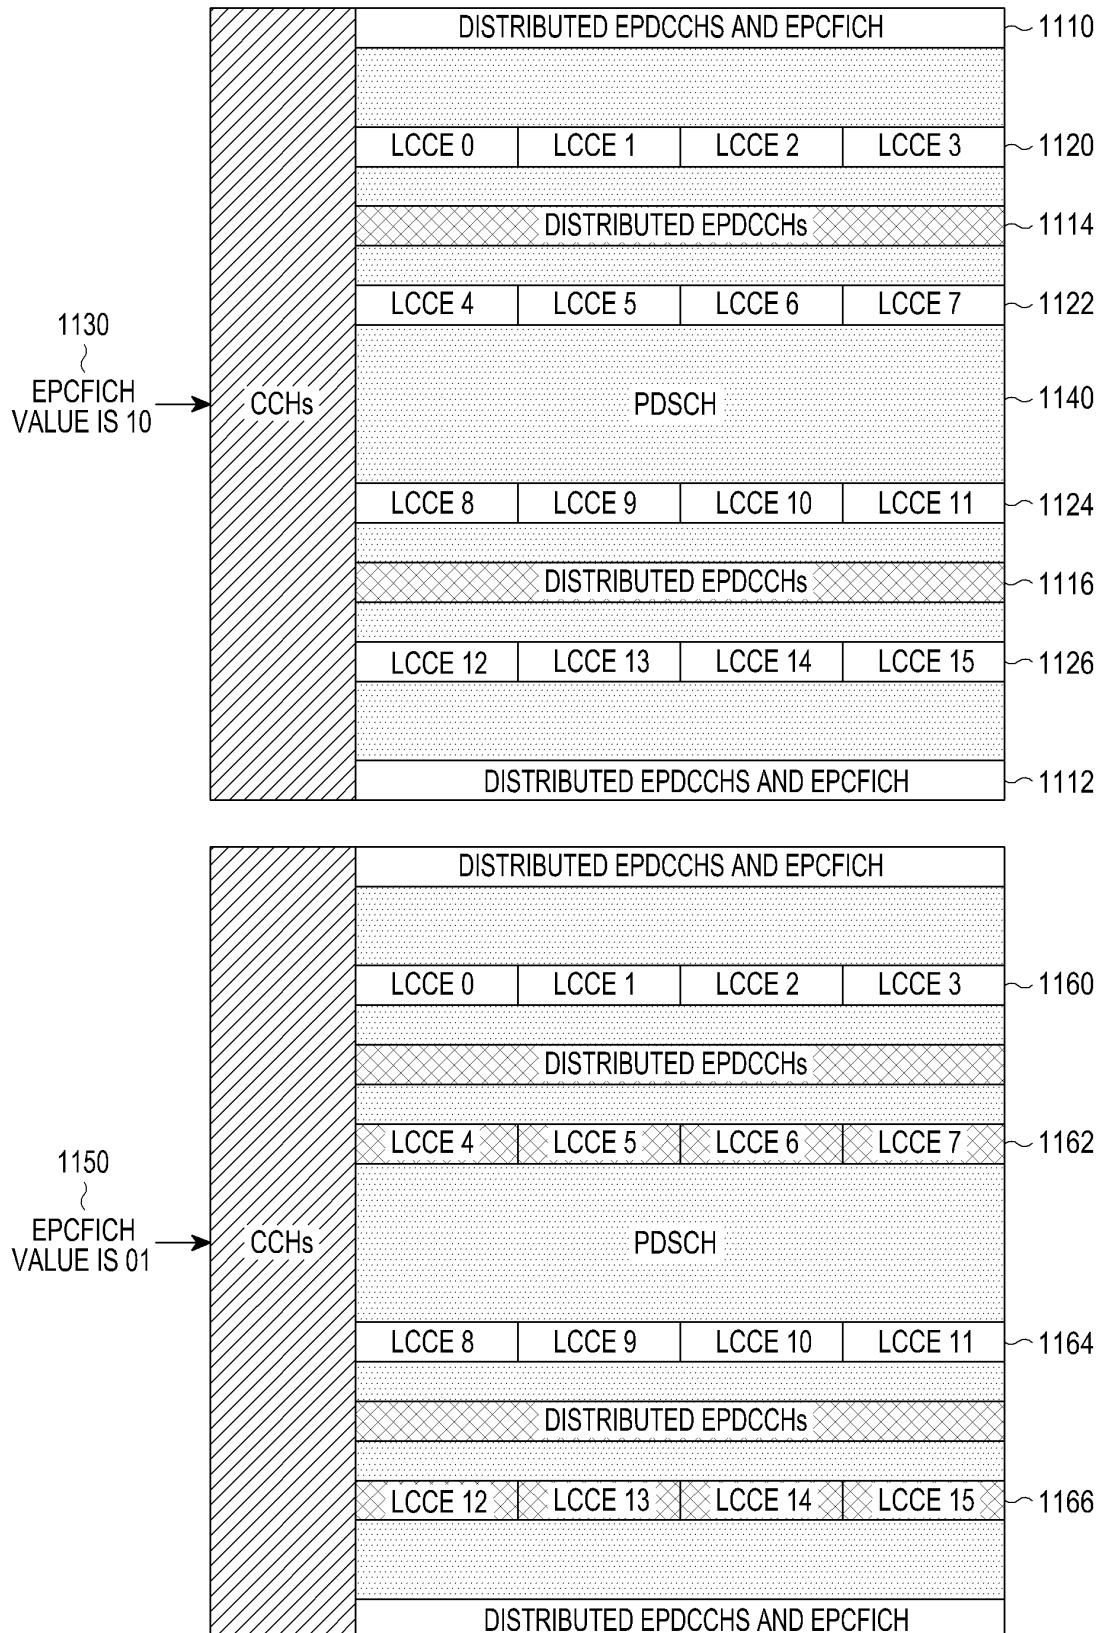 DISTRIBUTED EPDCCHS AND EPCFICH 1110
LCCE 0 LCCE 1 LCCE 2 LCCE 3 1120
DISTRIBUTED EPDCCHs 1114
LCCE 4 LCCE 5 LCCE 6 LCCE 7 1122
1130
EPCFICH
VALUE IS 10
CCHs PDSCH 1140
LCCE 8 LCCE 9 LCCE 10 LCCE 11 1124
DISTRIBUTED EPDCCHs 1116
LCCE 12 LCCE 13 LCCE 14 LCCE 15 1126
DISTRIBUTED EPDCCHS AND EPCFICH 1112
DISTRIBUTED EPDCCHS AND EPCFICH
LCCE 0 LCCE 1 LCCE 2 LCCE 3 1160
DISTRIBUTED EPDCCHs
LCCE 4 LCCE 5 LCCE 6 LCCE 7 1162
1150
EPCFICH
VALUE IS 01
CCHs PDSCH
LCCE 8 LCCE 9 LCCE 10 LCCE 11 1164
DISTRIBUTED EPDCCHs
LCCE 12 LCCE 13 LCCE 14 LCCE 15 1166
DISTRIBUTED EPDCCHS AND EPCFICH